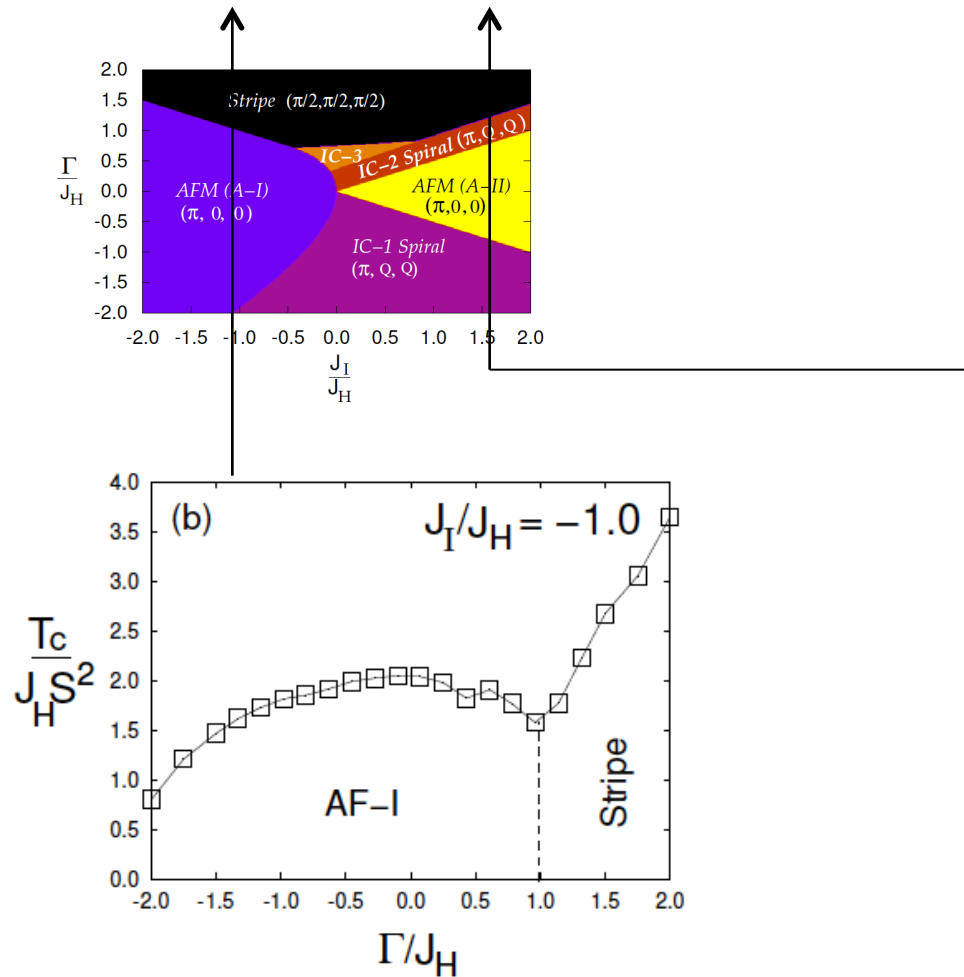 2.0
1.5
1.0
0.5
0.0
-0.5
-1.0
-1.5
-2.0
Γ
J_H
Stripe (π/2,π/2,π/2)
IC–3
IC–2 Spiral (π,Q,Q)
AFM (A–I)
(π, 0, 0)
AFM (A–II)
(π,0,0)
IC–1 Spiral
(π, Q, Q)
-2.0 -1.5 -1.0 -0.5 0.0 0.5 1.0 1.5 2.0
J_I
J_H
4.0
3.5
3.0
2.5
2.0
1.5
1.0
0.5
0.0
(b)
J_I/J_H = −1.0
Tc
J_HS²
AF–I
Stripe
-2.0 -1.5 -1.0 -0.5 0.0 0.5 1.0 1.5 2.0
Γ/J_H